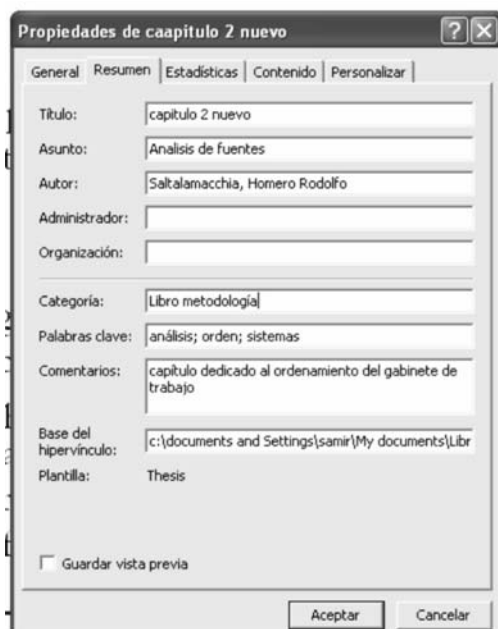 Propiedades de caapitulo 2 nuevo
General Resumen Estadísticas Contenido Personalizar
Título: capitulo 2 nuevo
Asunto: Analisis de fuentes
Autor: Saltalamacchia, Homero Rodolfo
Administrador:
Organización:
Categoría: Libro metodología
Palabras clave: análisis; orden; sistemas
Comentarios: capítulo dedicado al ordenamiento del gabinete de
trabajo
Base del
hipervínculo: c:\documents and Settings\samir\My documents\Libr
Plantilla: Thesis
Guardar vista previa
Aceptar Cancelar